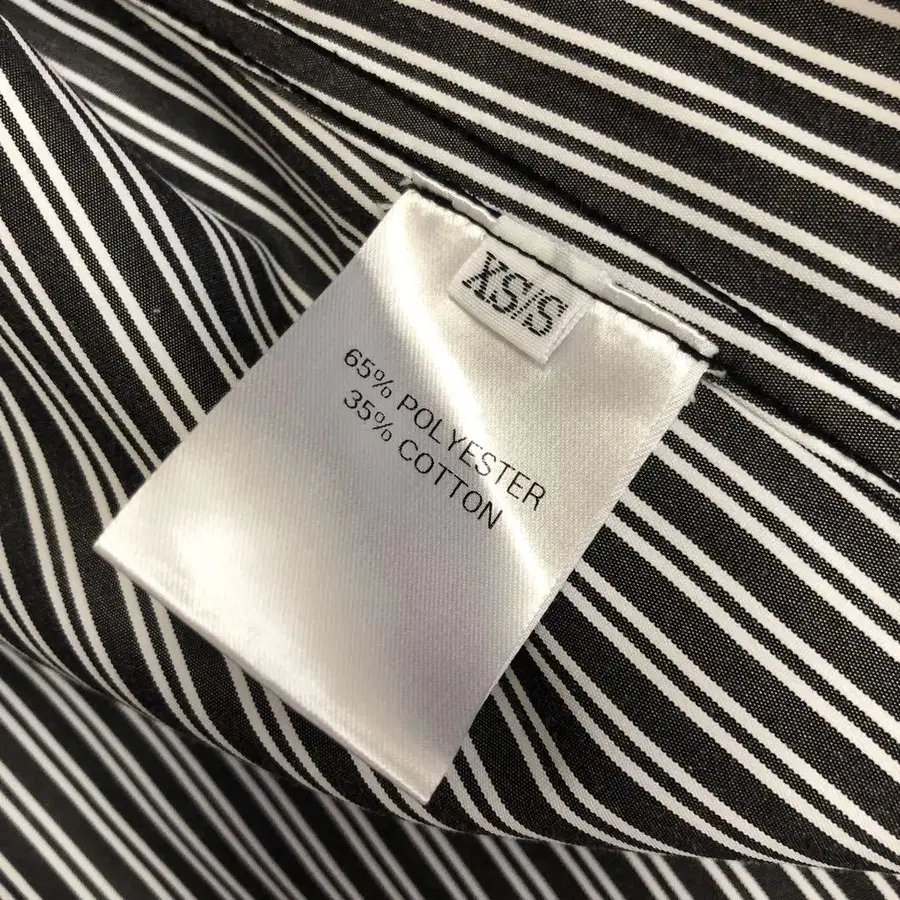 XS/S
65% POLYESTER
35% COTTON